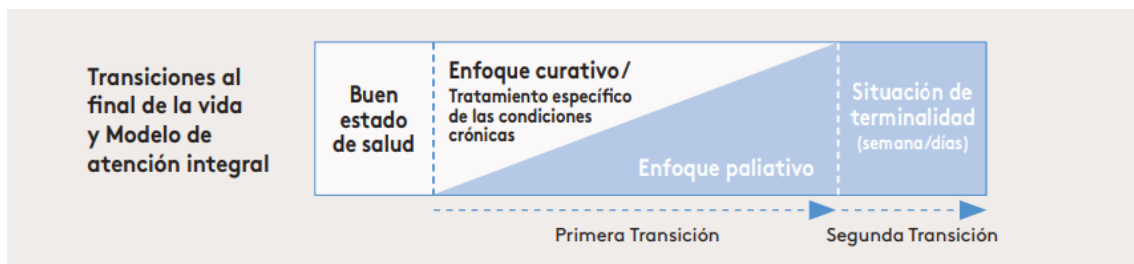 Transiciones al
final de la vida
y Modelo de
atención integral
Buen
estado
de salud
Enfoque curativo/
Tratamiento específico
de las condiciones
crónicas
Enfoque paliativo
Situación de
terminalidad
(semana/días)
Primera Transición
Segunda Transición